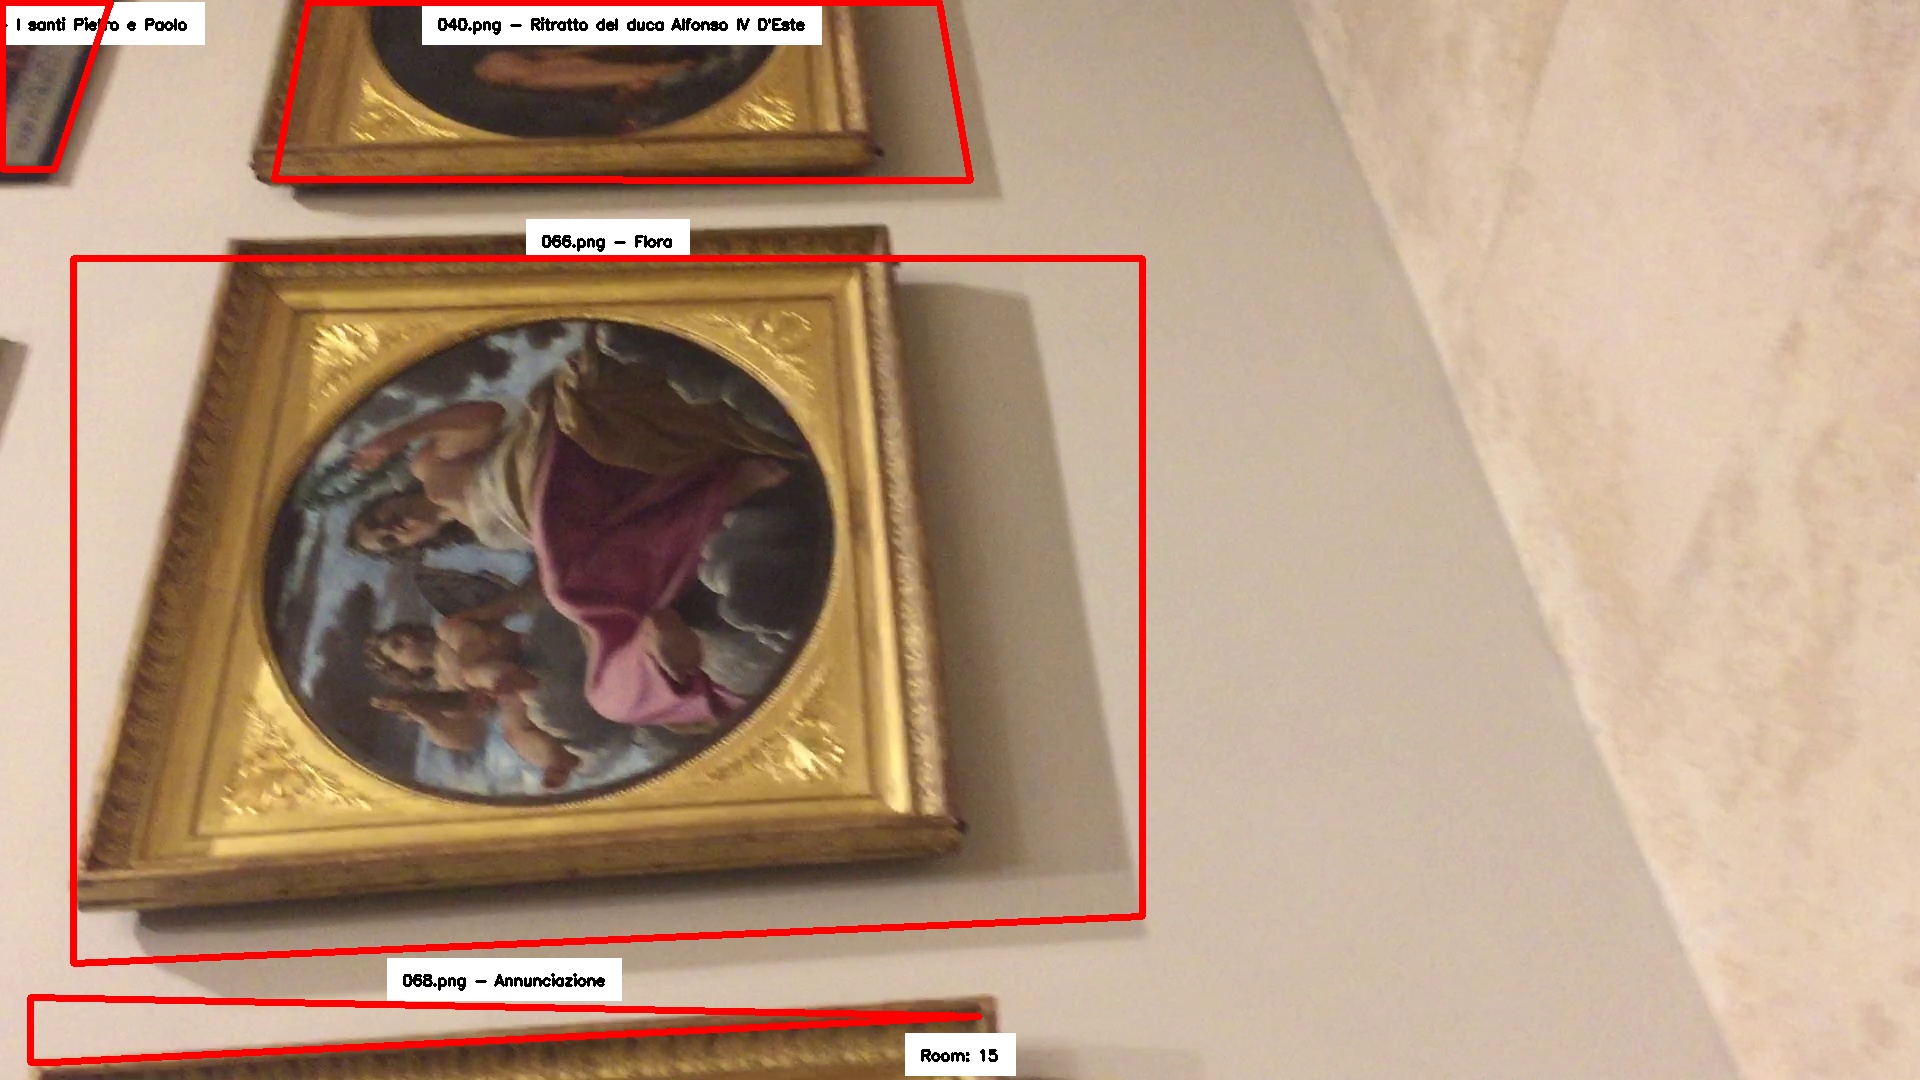 - I santi Pietro e Paolo
040.png - Ritratto del duca Alfonso IV D'Este
066.png - Flora
068.png - Annunciazione
Room: 15